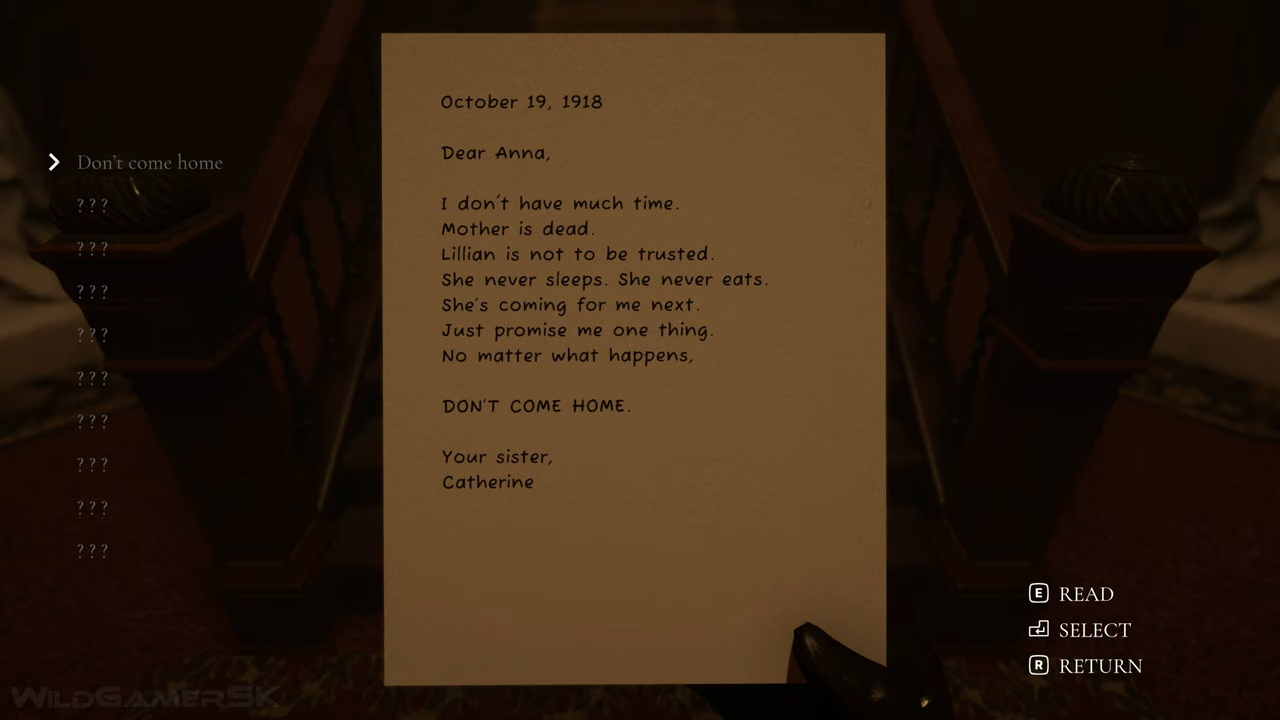 October 19, 1918
Dear Anna,
I don't have much time.
Mother is dead.
Lillian is not to be trusted.
She never sleeps. She never eats.
She's coming for me next.
Just promise me one thing.
No matter what happens,
DON'T COME HOME.
Your sister,
Catherine
Don't come home
???
???
???
???
???
???
???
???
???
E READ
SELECT
R RETURN
WILDGAMERSK